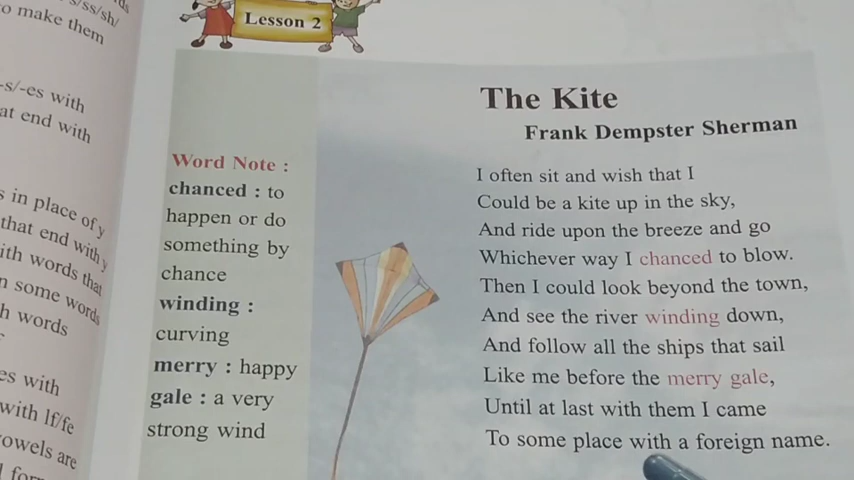 s/ss/sh/
o make them
-s/-es with
at end with
s in place of y
that end with y
ith words that
n some words
h words
es with
with lf/fe
owels are
Lesson 2
The Kite
Frank Dempster Sherman
Word Note :
chanced : to
happen or do
something by
chance
winding :
curving
merry : happy
gale : a very
strong wind
I often sit and wish that I
Could be a kite up in the sky,
And ride upon the breeze and go
Whichever way I chanced to blow.
Then I could look beyond the town,
And see the river winding down,
And follow all the ships that sail
Like me before the merry gale,
Until at last with them I came
To some place with a foreign name.